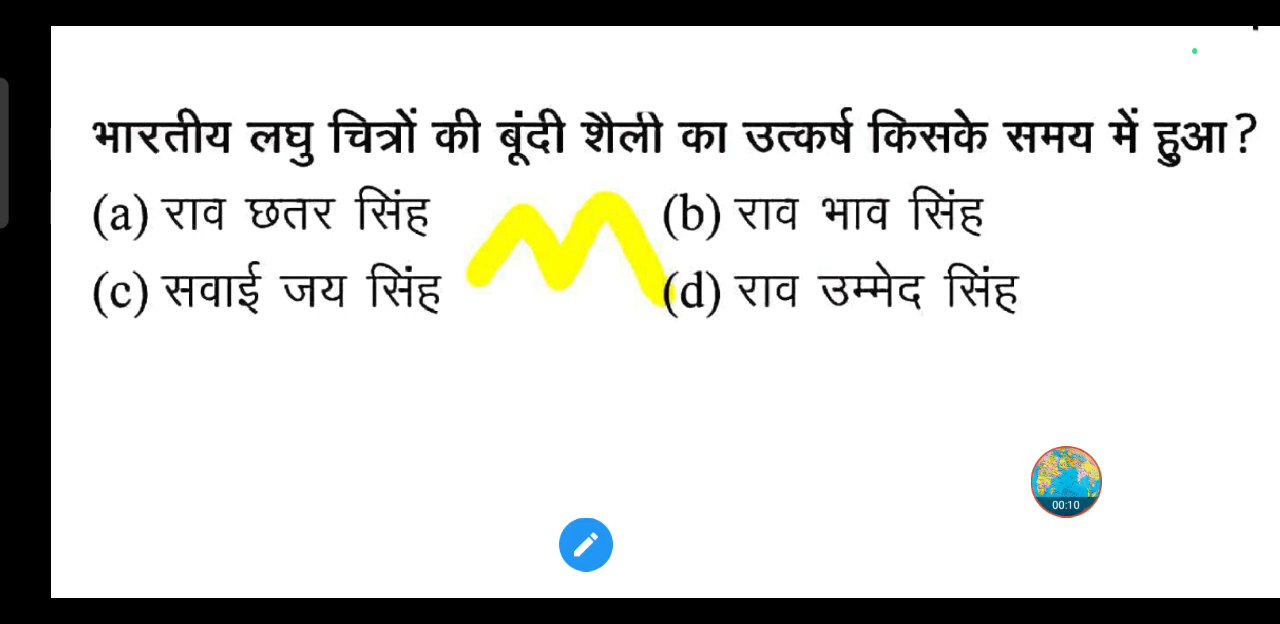 भारतीय लघु चित्रों की बूंदी शैली का उत्कर्ष किसके समय में हुआ?
(a) राव छतर सिंह (b) राव भाव सिंह
(c) सवाई जय सिंह (d) राव उम्मेद सिंह
00:10